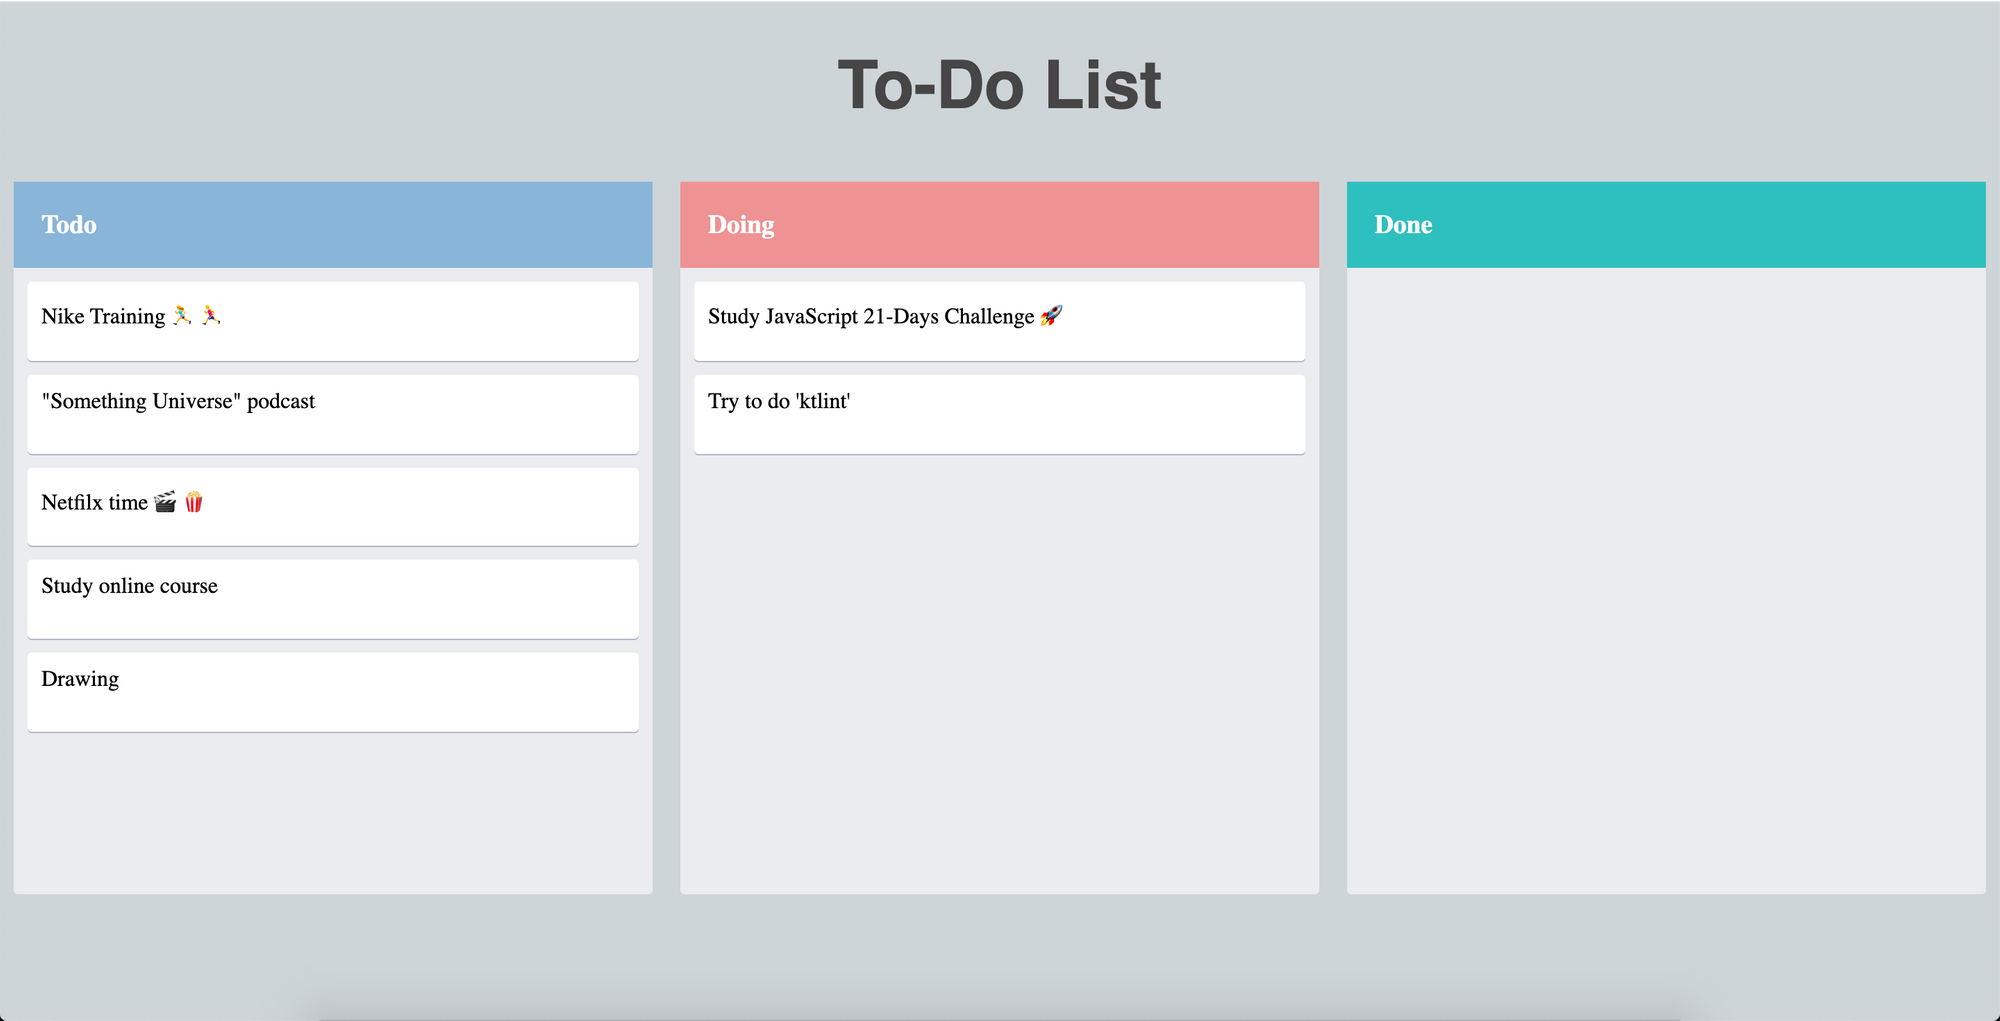 To-Do List
Todo
Nike Training 🏃 🏃‍♀️
"Something Universe" podcast
Netfilx time 🎬 🍿
Study online course
Drawing
Doing
Study JavaScript 21-Days Challenge 🚀
Try to do 'ktlint'
Done